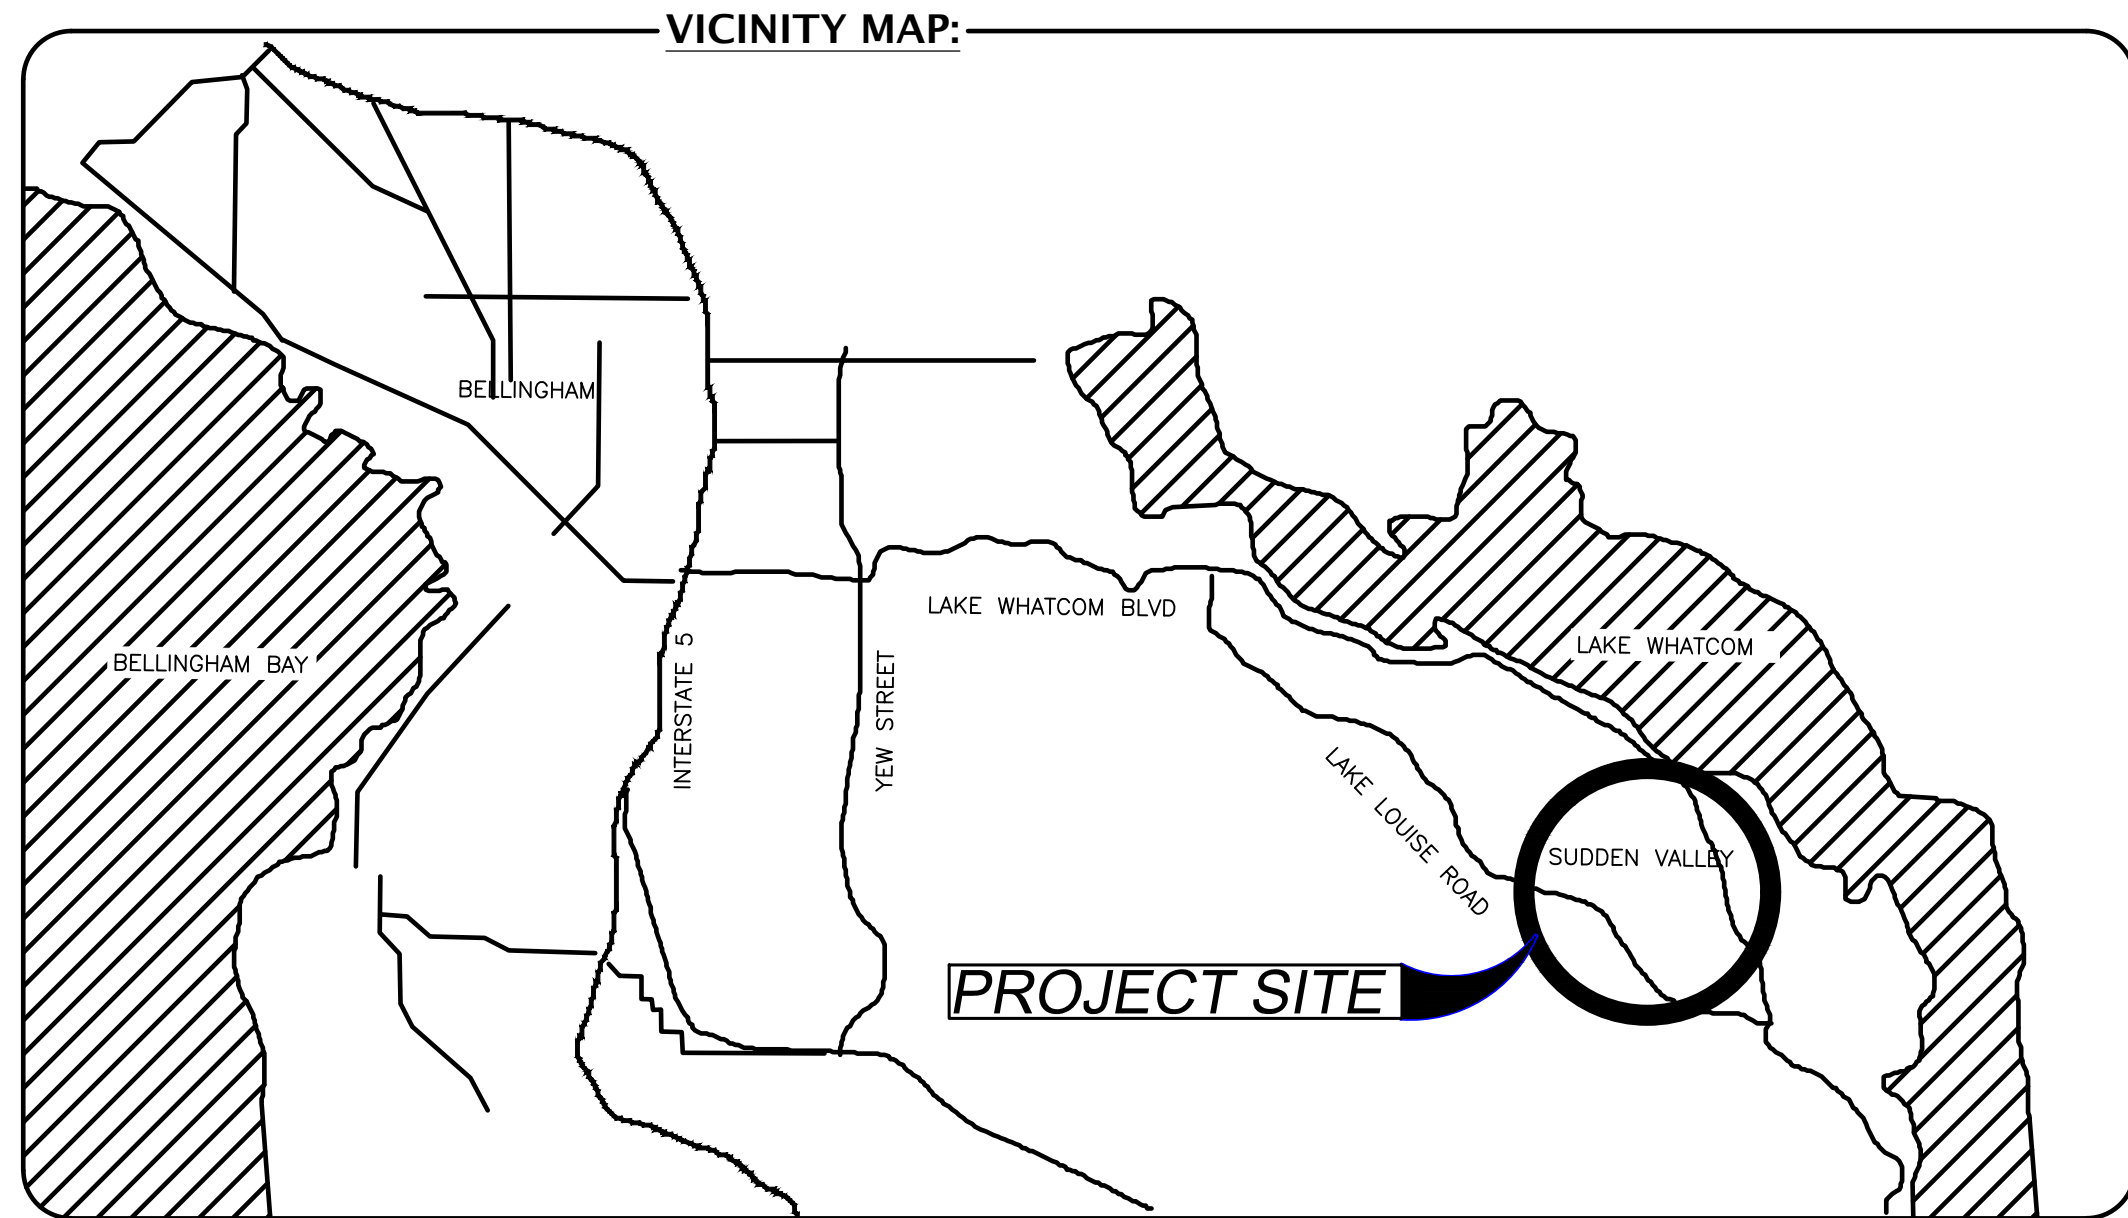 VICINITY MAP:
BELLINGHAM
LAKE WHATCOM BLVD
BELLINGHAM BAY
INTERSTATE 5
YEW STREET
LAKE WHATCOM
LAKE LOUISE ROAD
SUDDEN VALLEY
PROJECT SITE